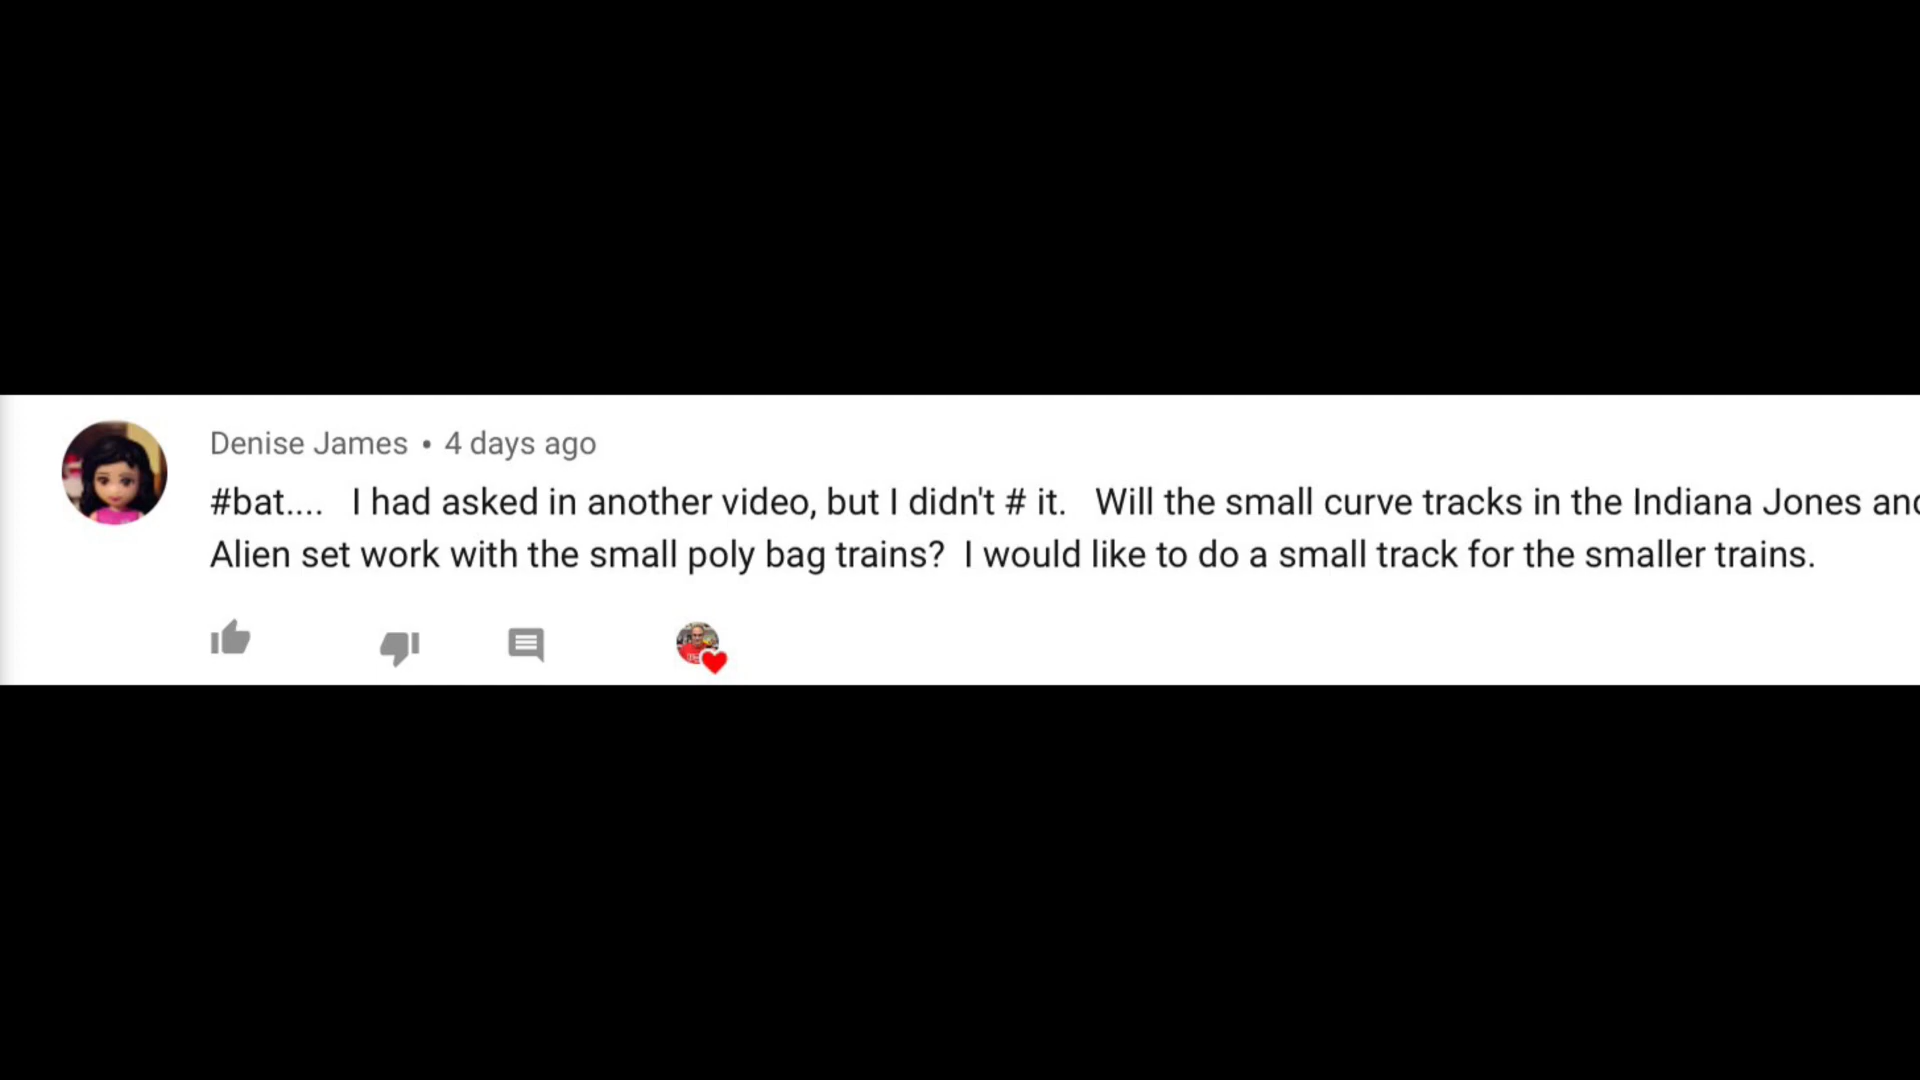 Denise James • 4 days ago
#bat.... I had asked in another video, but I didn't # it. Will the small curve tracks in the Indiana Jones
Alien set work with the small poly bag trains? I would like to do a small track for the smaller trains.